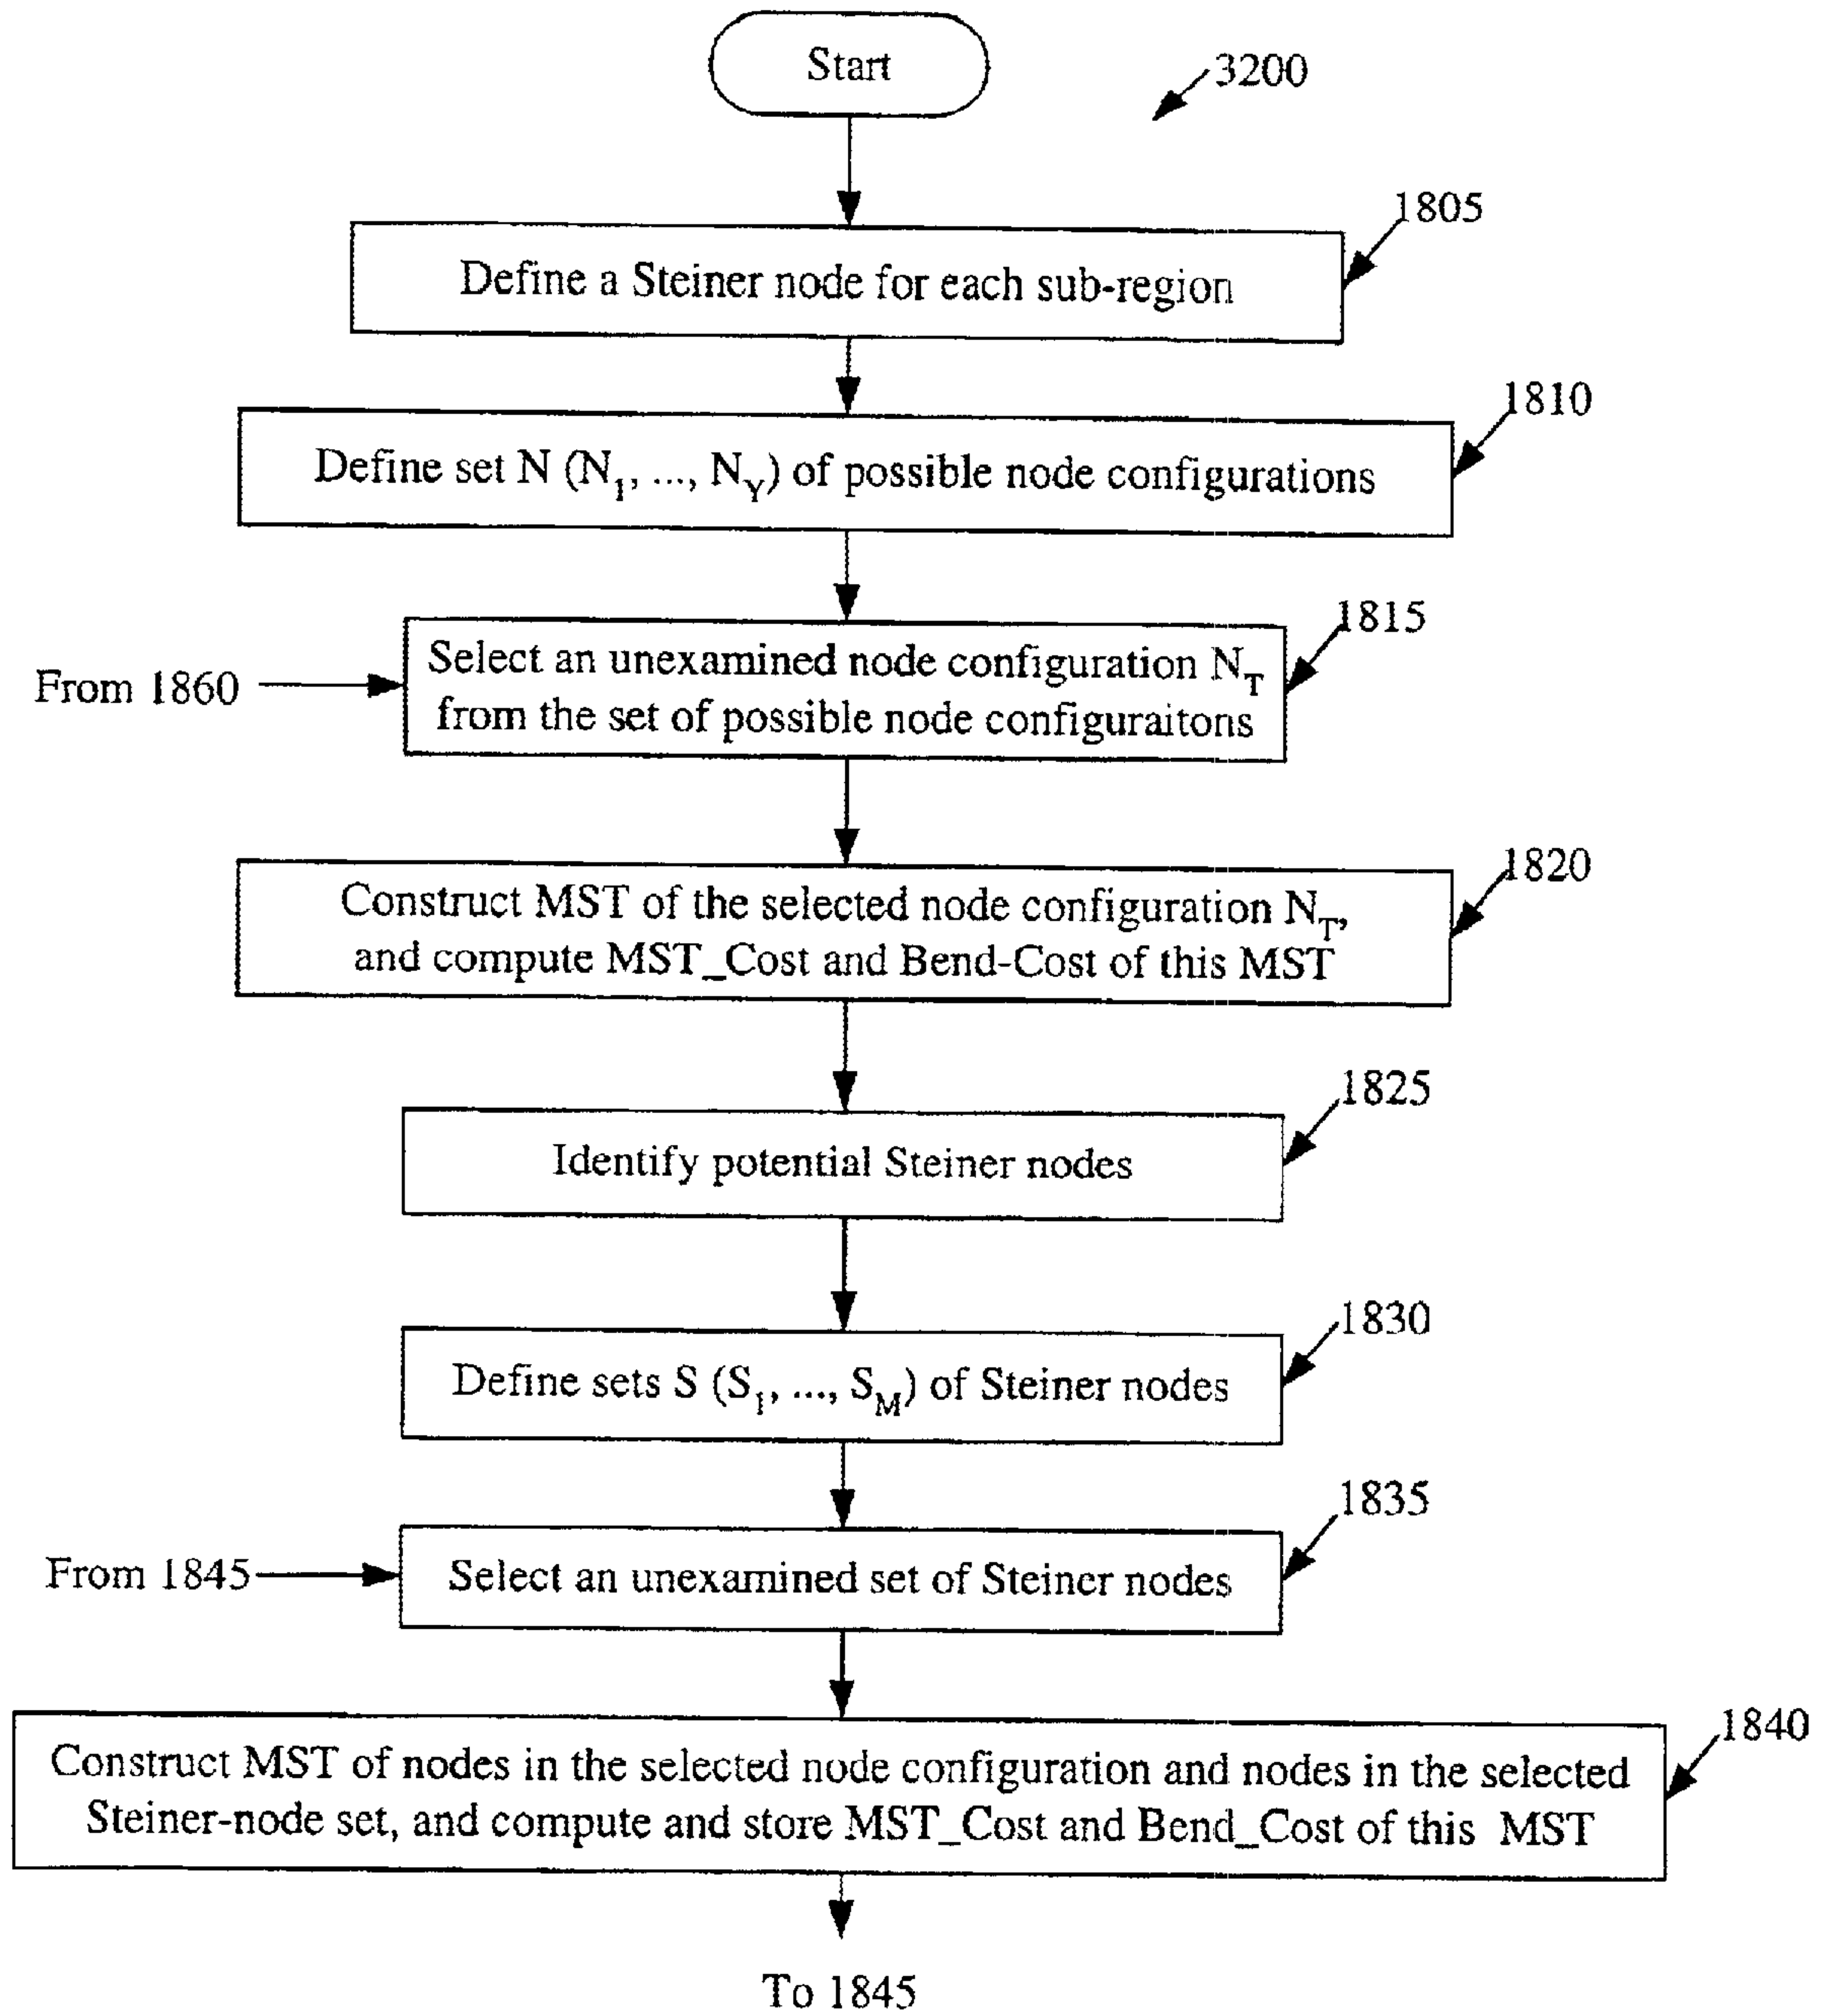 Start
3200
1805
Define a Steiner node for each sub-region
1810
Define set N (N1, ..., NY) of possible node configurations
1815
From 1860
Select an unexamined node configuration NT
from the set of possible node configuraitons
1820
Construct MST of the selected node configuration NT,
and compute MST_Cost and Bend-Cost of this MST
1825
Identify potential Steiner nodes
1830
Define sets S (S1, ..., SM) of Steiner nodes
1835
From 1845
Select an unexamined set of Steiner nodes
1840
Construct MST of nodes in the selected node configuration and nodes in the selected
Steiner-node set, and compute and store MST_Cost and Bend_Cost of this MST
To 1845